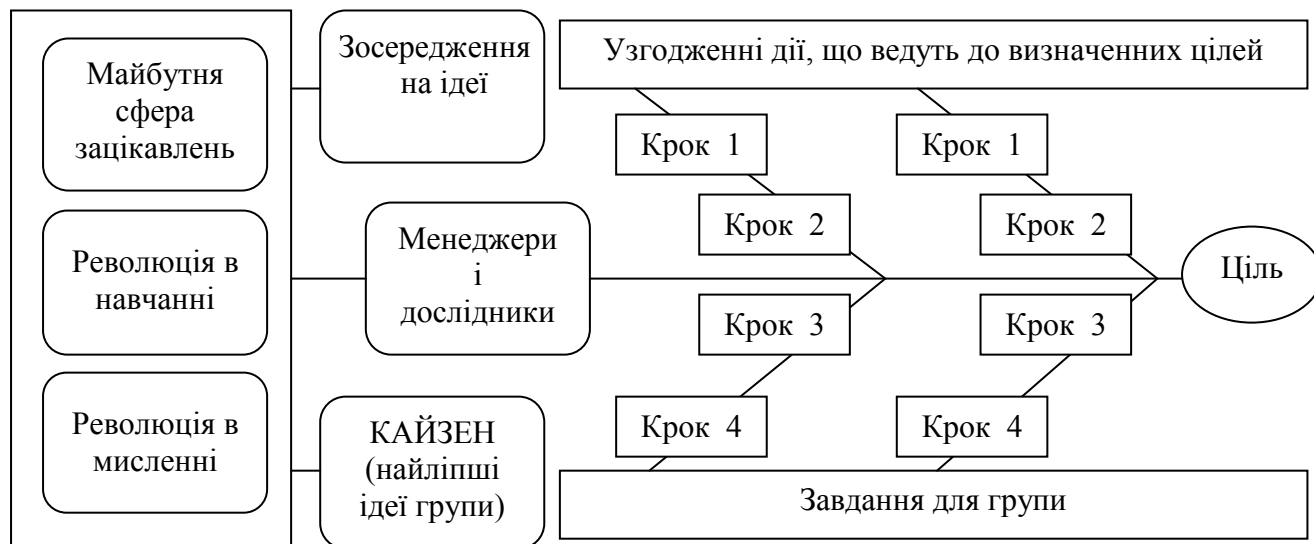 Майбутня
сфера
зацікавлень
Революція в
навчанні
Революція в
мисленні
Зосередження
на ідеї
Менеджери
і
дослідники
КАЙЗЕН
(найліпші
ідеї групи)
Узгодженні дії, що ведуть до визначенних цілей
Крок 1
Крок 1
Крок 2
Крок 2
Ціль
Крок 3
Крок 3
Крок 4
Крок 4
Завдання для групи